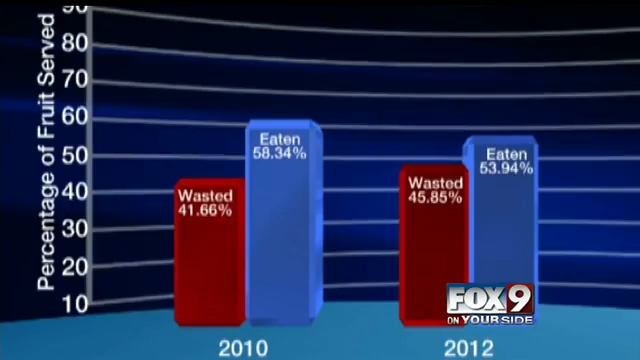 Percentage of Fruit Served
90
80
70
60
50
40
30
20
10
Wasted
41.66%
Eaten
58.34%
Wasted
45.85%
Eaten
53.94%
2010
2012
FOX 9
ON YOUR SIDE